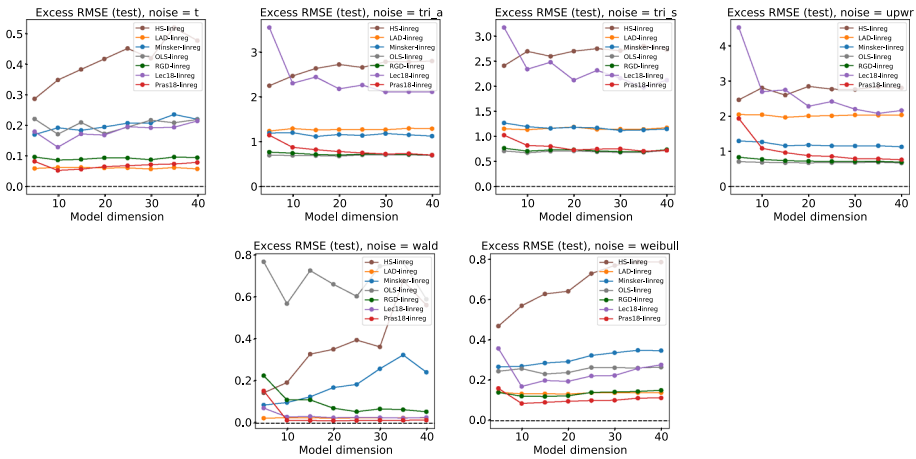 Excess RMSE (test), noise = t
0.5
0.4
0.3
0.2
0.1
0.0
10
20
30
40
Model dimension
HS-linreg
LAD-linreg
Minsker-linreg
OLS-linreg
RGD-linreg
Lec18-linreg
Pras18-linreg
Excess RMSE (test), noise = tri_a
3
2
1
0
10
20
30
40
Model dimension
HS-linreg
LAD-linreg
Minsker-linreg
OLS-linreg
RGD-linreg
Lec18-linreg
Pras18-linreg
Excess RMSE (test), noise = tri_s
3.0
2.5
2.0
1.5
1.0
0.5
0.0
10
20
30
40
Model dimension
HS-linreg
LAD-linreg
Minsker-linreg
OLS-linreg
RGD-linreg
Lec18-linreg
Pras18-linreg
Excess RMSE (test), noise = upwr
4
3
2
1
0
10
20
30
40
Model dimension
HS-linreg
LAD-linreg
Minsker-linreg
OLS-linreg
RGD-linreg
Lec18-linreg
Pras18-linreg
Excess RMSE (test), noise = wald
0.8
0.6
0.4
0.2
0.0
10
20
30
40
Model dimension
HS-linreg
LAD-linreg
Minsker-linreg
OLS-linreg
RGD-linreg
Lec18-linreg
Pras18-linreg
Excess RMSE (test), noise = weibull
0.8
0.6
0.4
0.2
0.0
10
20
30
40
Model dimension
HS-linreg
LAD-linreg
Minsker-linreg
OLS-linreg
RGD-linreg
Lec18-linreg
Pras18-linreg